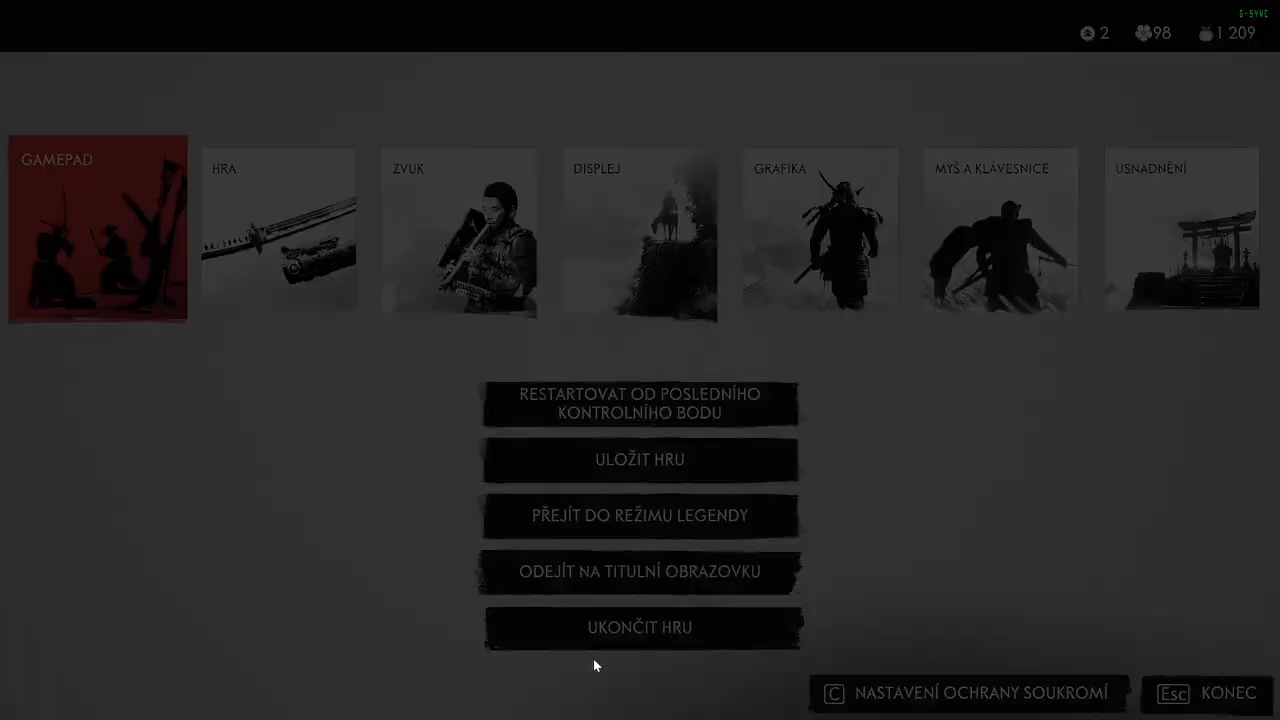 G-SYNC
2 98 1 209
GAMEPAD
HRA
ZVUK
DISPLEJ
GRAFIKA
MYŠ A KLÁVESNICE
USNADNĚNÍ
RESTARTOVAT OD POSLEDNÍHO
KONTROLNÍHO BODU
ULOŽIT HRU
PŘEJÍT DO REŽIMU LEGENDY
ODEJÍT NA TITULNÍ OBRAZOVKU
UKONČIT HRU
C NASTAVENÍ OCHRANY SOUKROMÍ Esc KONEC